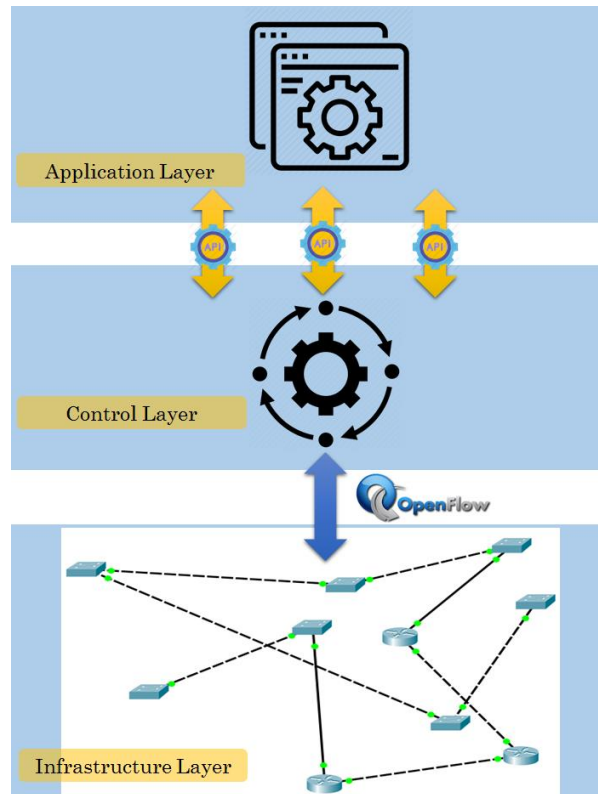 Application Layer
API
API
API
Control Layer
OpenFlow
Infrastructure Layer